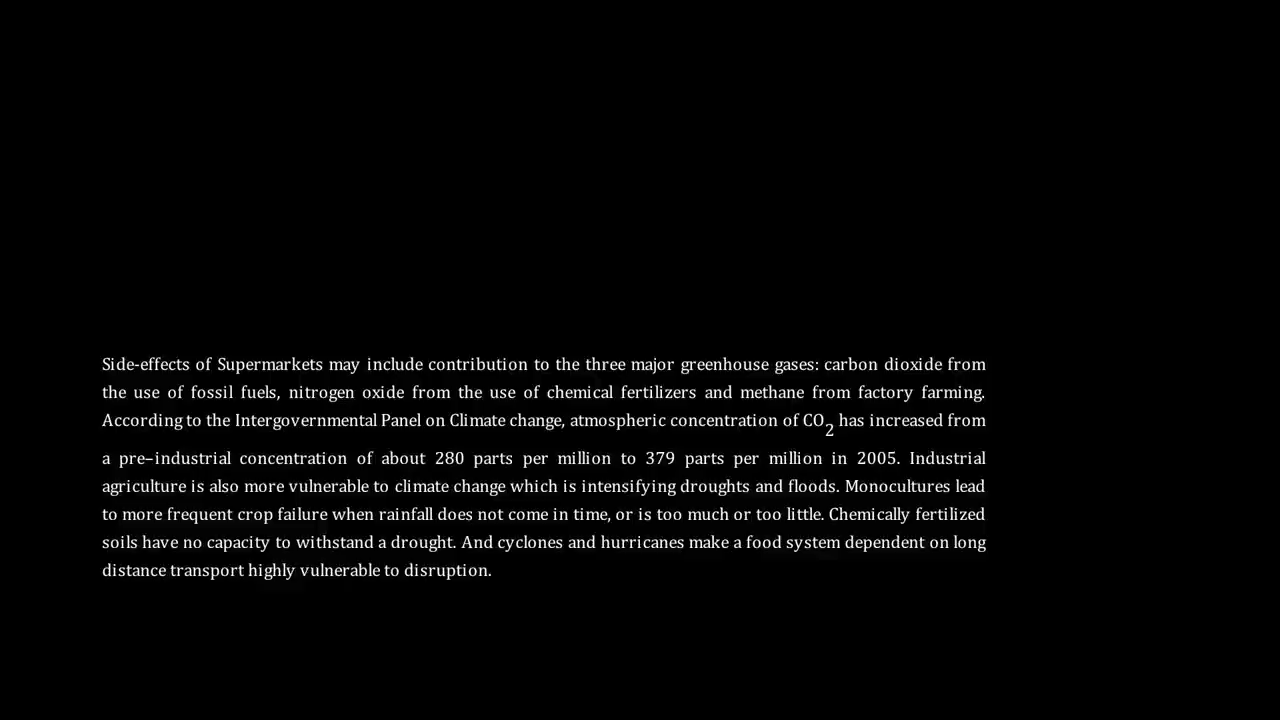 Side-effects of Supermarkets may include contribution to the three major greenhouse gases: carbon dioxide from
the use of fossil fuels, nitrogen oxide from the use of chemical fertilizers and methane from factory farming.
According to the Intergovernmental Panel on Climate change, atmospheric concentration of CO2 has increased from
a pre–industrial concentration of about 280 parts per million to 379 parts per million in 2005. Industrial
agriculture is also more vulnerable to climate change which is intensifying droughts and floods. Monocultures lead
to more frequent crop failure when rainfall does not come in time, or is too much or too little. Chemically fertilized
soils have no capacity to withstand a drought. And cyclones and hurricanes make a food system dependent on long
distance transport highly vulnerable to disruption.